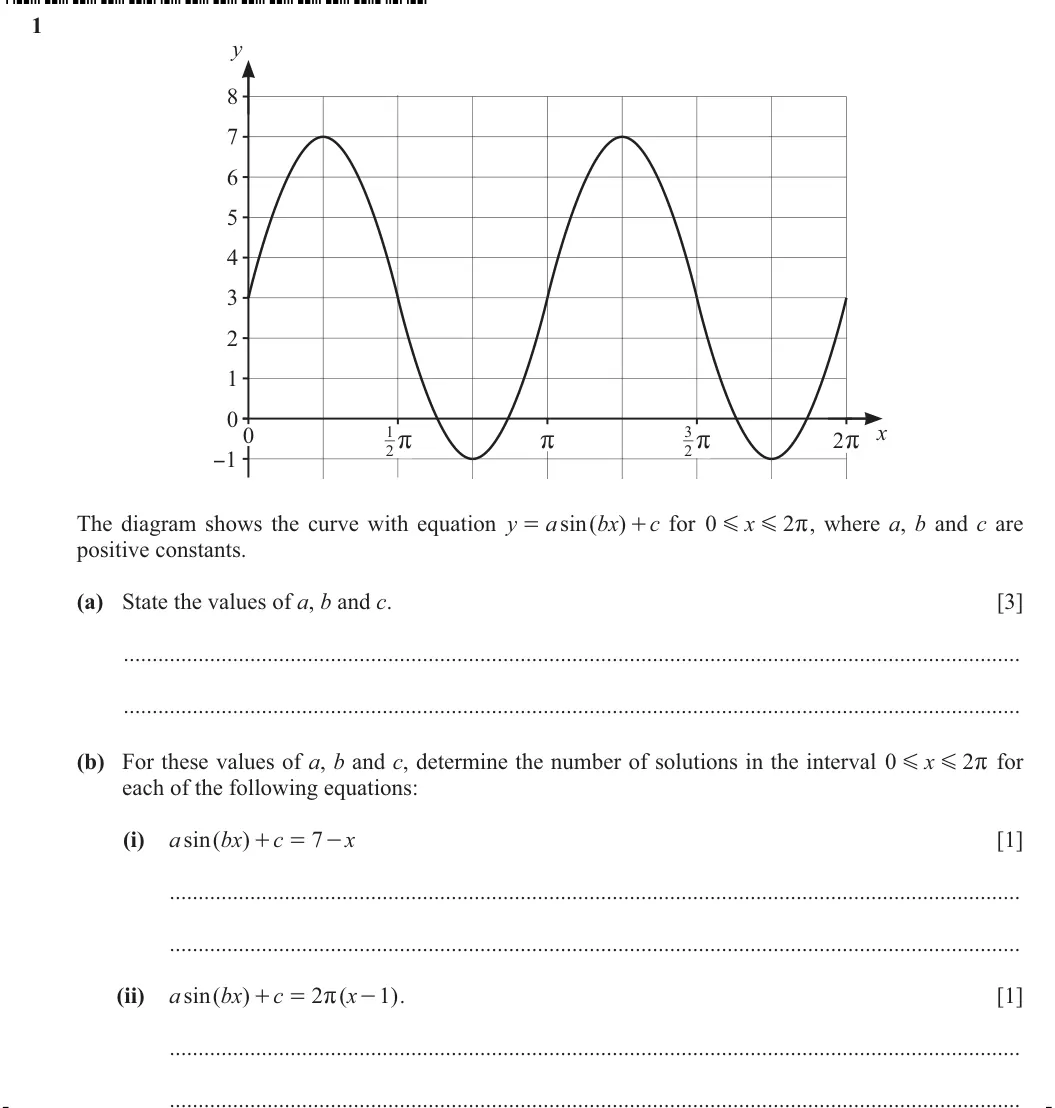 1
y
8
7
6
5
4
3
2
1
0
0 1/2 π π 3/2 π 2π x
−1
The diagram shows the curve with equation y = a sin(bx) + c for 0 ⩽ x ⩽ 2π, where a, b and c are
positive constants.
(a) State the values of a, b and c. [3]
(b) For these values of a, b and c, determine the number of solutions in the interval 0 ⩽ x ⩽ 2π for
each of the following equations:
(i) a sin(bx) + c = 7 − x [1]
(ii) a sin(bx) + c = 2π(x − 1). [1]